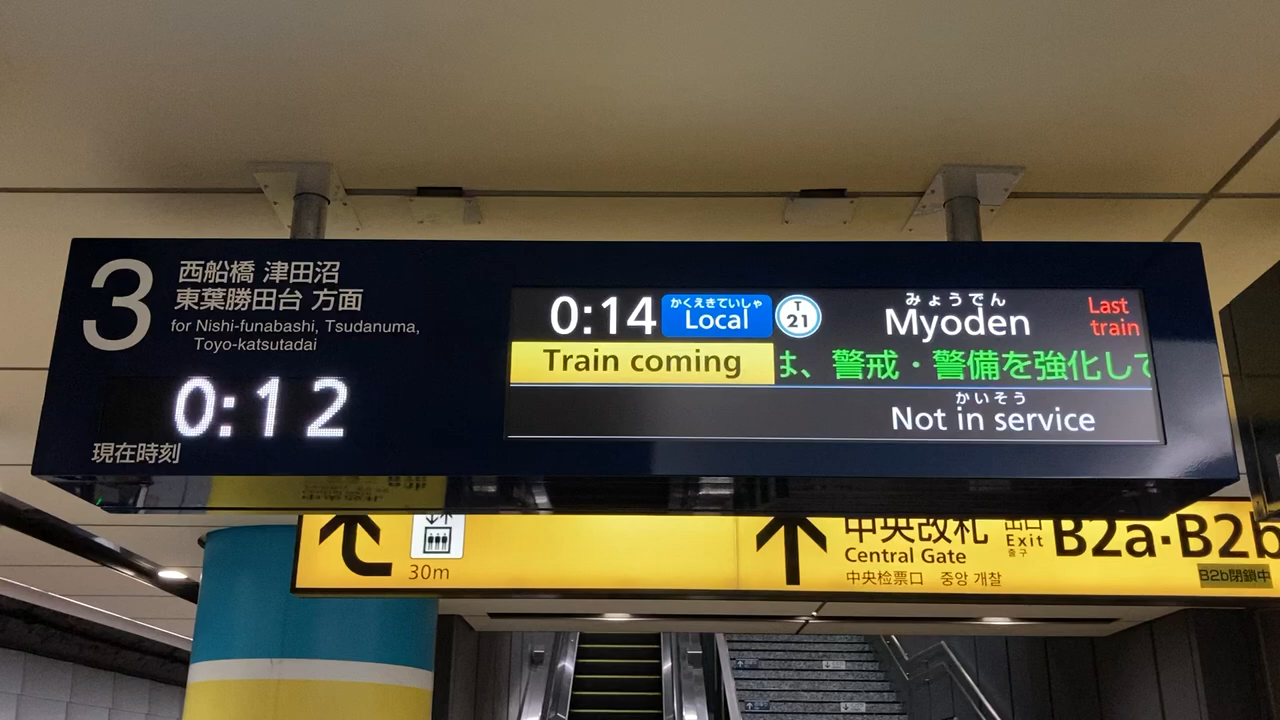 3
西船橋 津田沼
東葉勝田台 方面
for Nishi-funabashi, Tsudanuma,
Toyo-katsutadai
0:12
現在時刻
0:14 かくえきていしゃ Local T 21 みょうでん Myoden Last train
Train coming は、警戒・警備を強化して
かいそう
Not in service
30m
中央改札 出口 B2a・B2b
Central Gate Exit
中央检票口 중앙 개찰 출구
B2b閉鎖中